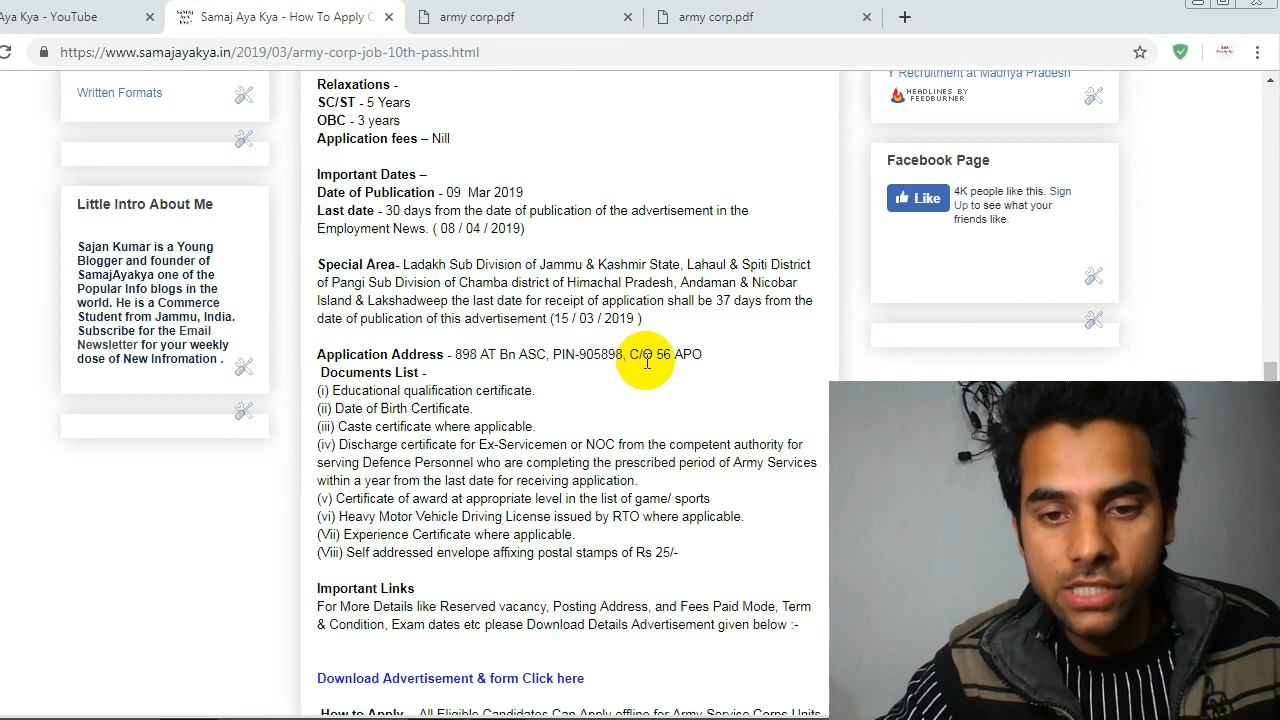 Aya Kya - YouTube
Samaj Aya Kya - How To Apply
army corp.pdf
army corp.pdf
https://www.samajayakya.in/2019/03/army-corp-job-10th-pass.html
Written Formats
Little Intro About Me
Sajan Kumar is a Young
Blogger and founder of
SamajAyakya one of the
Popular Info blogs in the
world. He is a Commerce
Student from Jammu, India.
Subscribe for the Email
Newsletter for your weekly
dose of New Infromation .
Relaxations -
SC/ST - 5 Years
OBC - 3 years
Application fees – Nill
Important Dates –
Date of Publication - 09 Mar 2019
Last date - 30 days from the date of publication of the advertisement in the
Employment News. ( 08 / 04 / 2019)
Special Area- Ladakh Sub Division of Jammu & Kashmir State, Lahaul & Spiti District
of Pangi Sub Division of Chamba district of Himachal Pradesh, Andaman & Nicobar
Island & Lakshadweep the last date for receipt of application shall be 37 days from the
date of publication of this advertisement (15 / 03 / 2019 )
Application Address - 898 AT Bn ASC, PIN-905898, C/O 56 APO
Documents List -
(i) Educational qualification certificate.
(ii) Date of Birth Certificate.
(iii) Caste certificate where applicable.
(iv) Discharge certificate for Ex-Servicemen or NOC from the competent authority for
serving Defence Personnel who are completing the prescribed period of Army Services
within a year from the last date for receiving application.
(v) Certificate of award at appropriate level in the list of game/ sports
(vi) Heavy Motor Vehicle Driving License issued by RTO where applicable.
(Vii) Experience Certificate where applicable.
(Viii) Self addressed envelope affixing postal stamps of Rs 25/-
Important Links
For More Details like Reserved vacancy, Posting Address, and Fees Paid Mode, Term
& Condition, Exam dates etc please Download Details Advertisement given below :-
Download Advertisement & form Click here
How to Apply All Eligible Candidates Can Apply offline for Army Service Corps Units
Y Recruitment at Madhya Pradesh
HEADLINES BY
FEEDBURNER
Facebook Page
Like
4K people like this. Sign
Up to see what your
friends like.